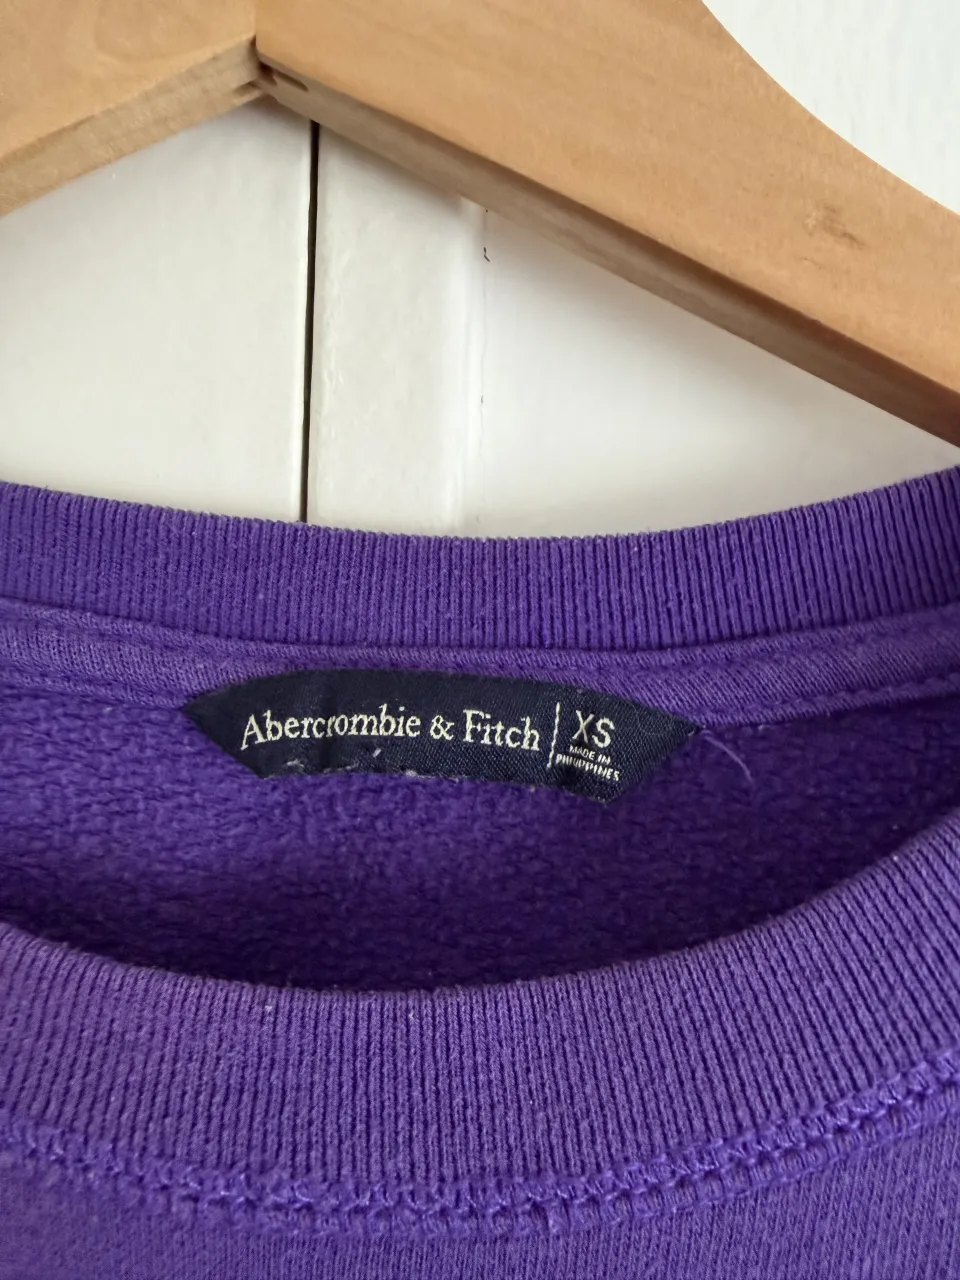 Abercrombie & Fitch
XS
MADE IN
PHILIPPINES